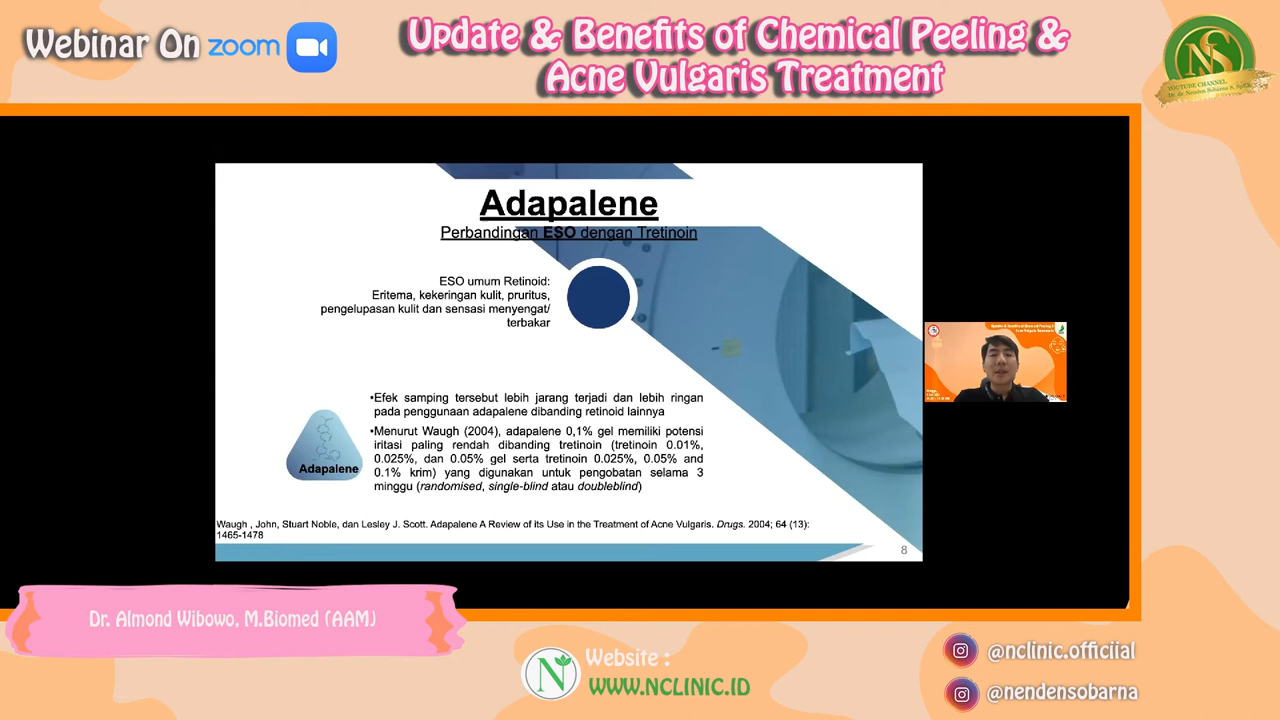 Webinar On zoom
Update & Benefits of Chemical Peeling &
Acne Vulgaris Treatment
NS
YOUTUBE CHANNEL
Adapalene
Perbandingan ESO dengan Tretinoin
ESO umum Retinoid:
Eritema, kekeringan kulit, pruritus,
pengelupasan kulit dan sensasi menyengat/
terbakar
•Efek samping tersebut lebih jarang terjadi dan lebih ringan
pada penggunaan adapalene dibanding retinoid lainnya
•Menurut Waugh (2004), adapalene 0,1% gel memiliki potensi
iritasi paling rendah dibanding tretinoin (tretinoin 0.01%,
0.025%, dan 0.05% gel serta tretinoin 0.025%, 0.05% and
0.1% krim) yang digunakan untuk pengobatan selama 3
minggu (randomised, single-blind atau doubleblind)
Adapalene
Waugh , John, Stuart Noble, dan Lesley J. Scott. Adapalene A Review of its Use in the Treatment of Acne Vulgaris. Drugs. 2004; 64 (13):
1465-1478
8
Dr. Almond Wibowo, M.Biomed (AAM)
N
Website :
WWW.NCLINIC.ID
@nclinic.officiial
@nendensobarna